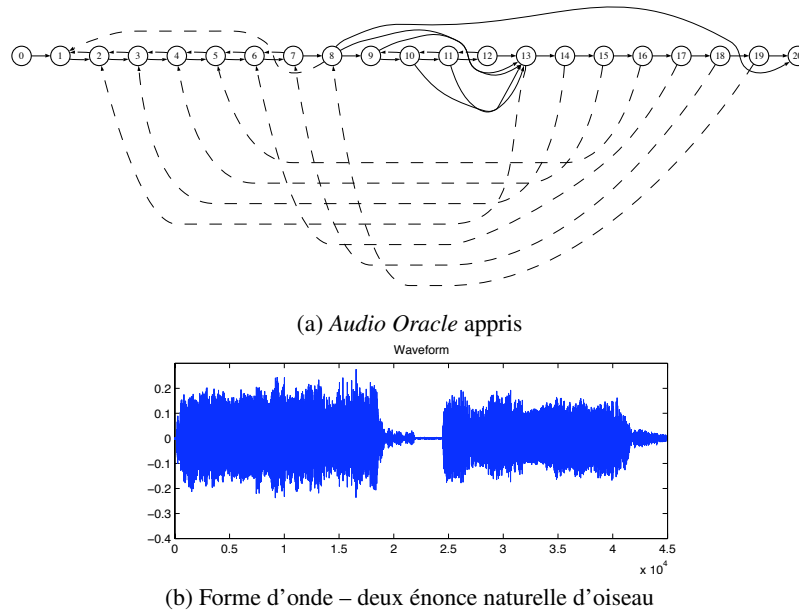 0 1 2 3 4 5 6 7 8 9 10 11 12 13 14 15 16 17 18 19 20
(a) Audio Oracle appris
Waveform
0.2
0.1
0
−0.1
−0.2
−0.3
−0.4
0 0.5 1 1.5 2 2.5 3 3.5 4 4.5
x 10⁴
(b) Forme d'onde – deux énonce naturelle d'oiseau